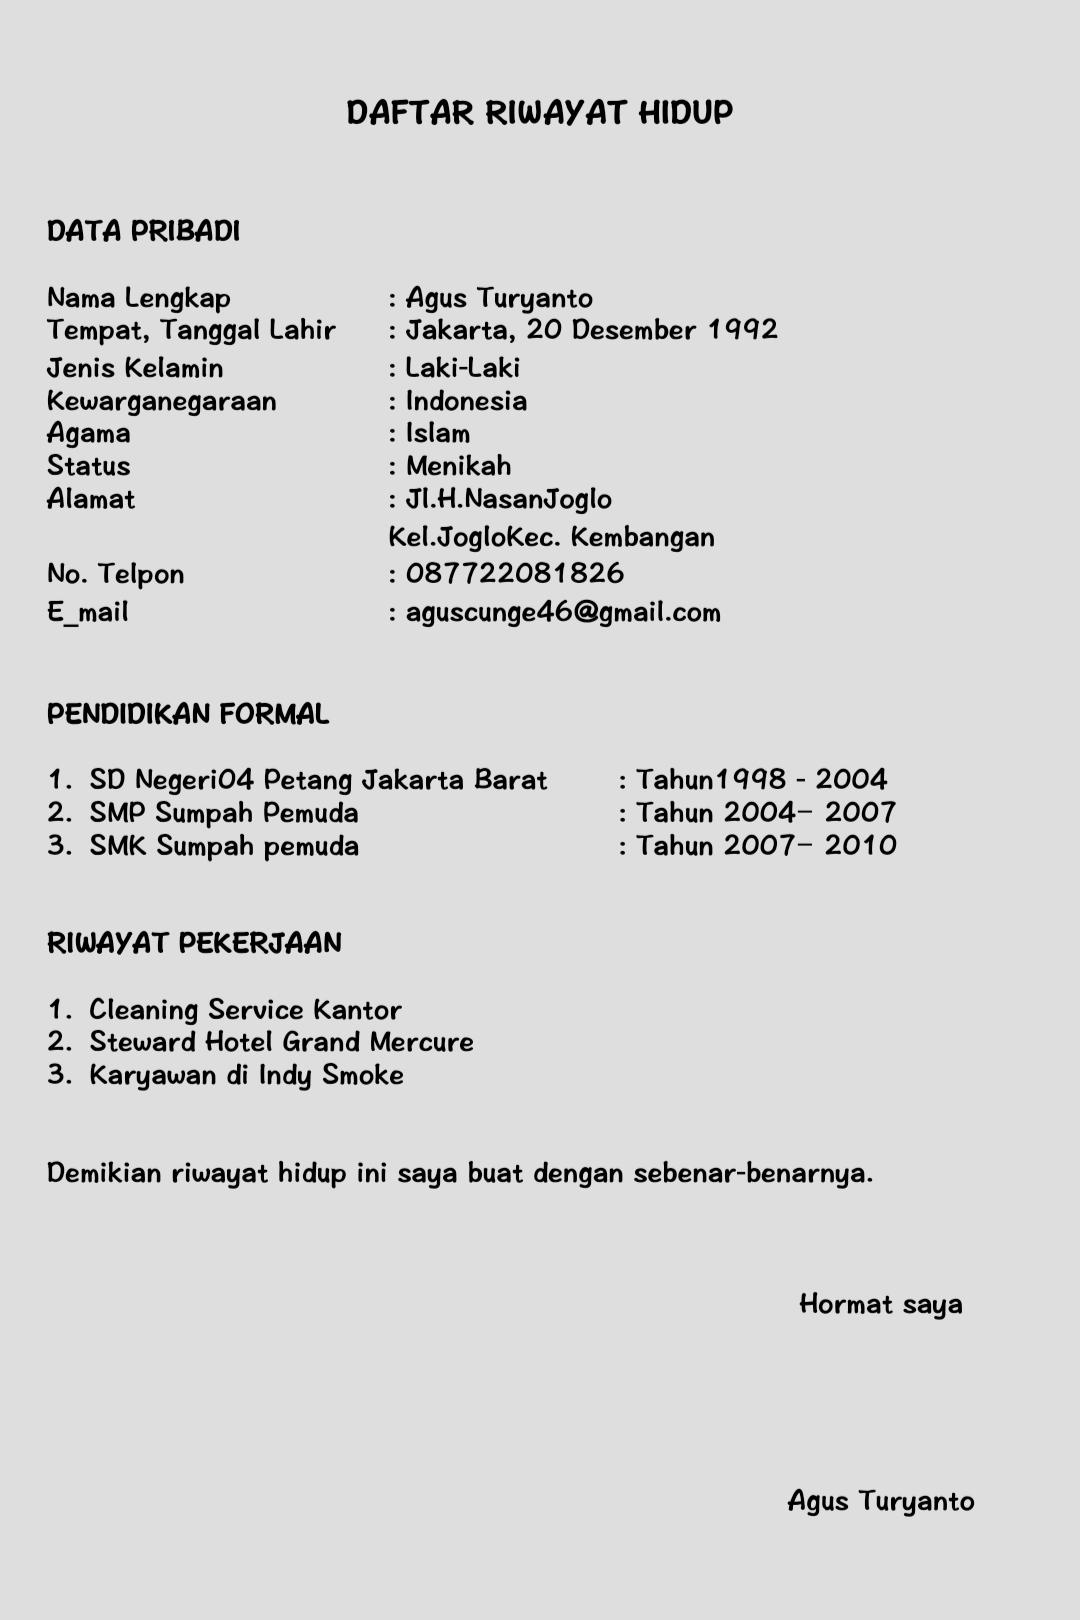 DAFTAR RIWAYAT HIDUP
DATA PRIBADI
Nama Lengkap : Agus Turyanto
Tempat, Tanggal Lahir : Jakarta, 20 Desember 1992
Jenis Kelamin : Laki-Laki
Kewarganegaraan : Indonesia
Agama : Islam
Status : Menikah
Alamat : Jl.H.NasanJoglo
Kel.JogloKec. Kembangan
No. Telpon : 087722081826
E_mail : aguscunge46@gmail.com
PENDIDIKAN FORMAL
1. SD Negeri04 Petang Jakarta Barat : Tahun1998 - 2004
2. SMP Sumpah Pemuda : Tahun 2004– 2007
3. SMK Sumpah pemuda : Tahun 2007– 2010
RIWAYAT PEKERJAAN
1. Cleaning Service Kantor
2. Steward Hotel Grand Mercure
3. Karyawan di Indy Smoke
Demikian riwayat hidup ini saya buat dengan sebenar-benarnya.
Hormat saya
Agus Turyanto